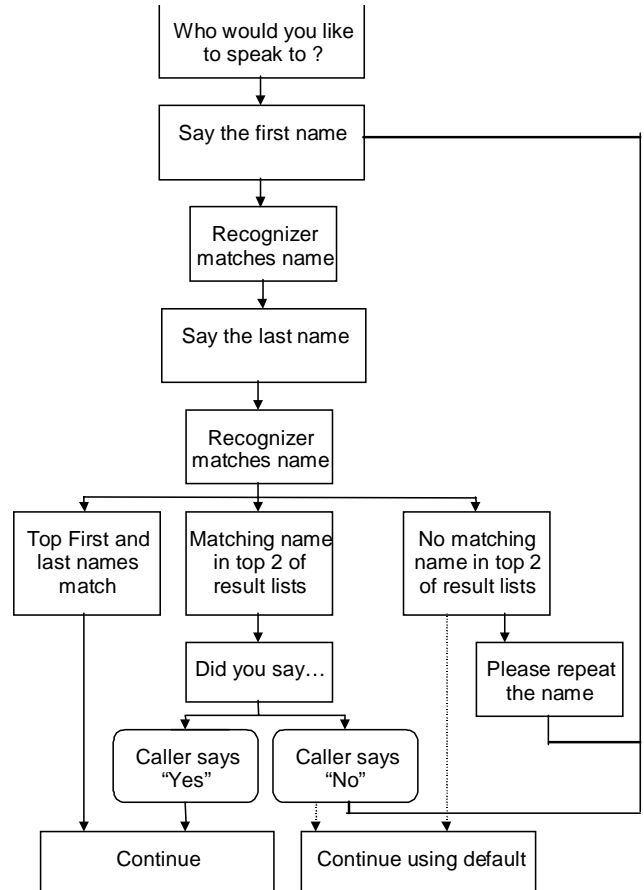 Who would you like
to speak to ?
Say the first name
Recognizer
matches name
Say the last name
Recognizer
matches name
Top First and
last names
match
Matching name
in top 2 of
result lists
No matching
name in top 2
of result lists
Did you say…
Please repeat
the name
Caller says
“Yes”
Caller says
“No”
Continue
Continue using default